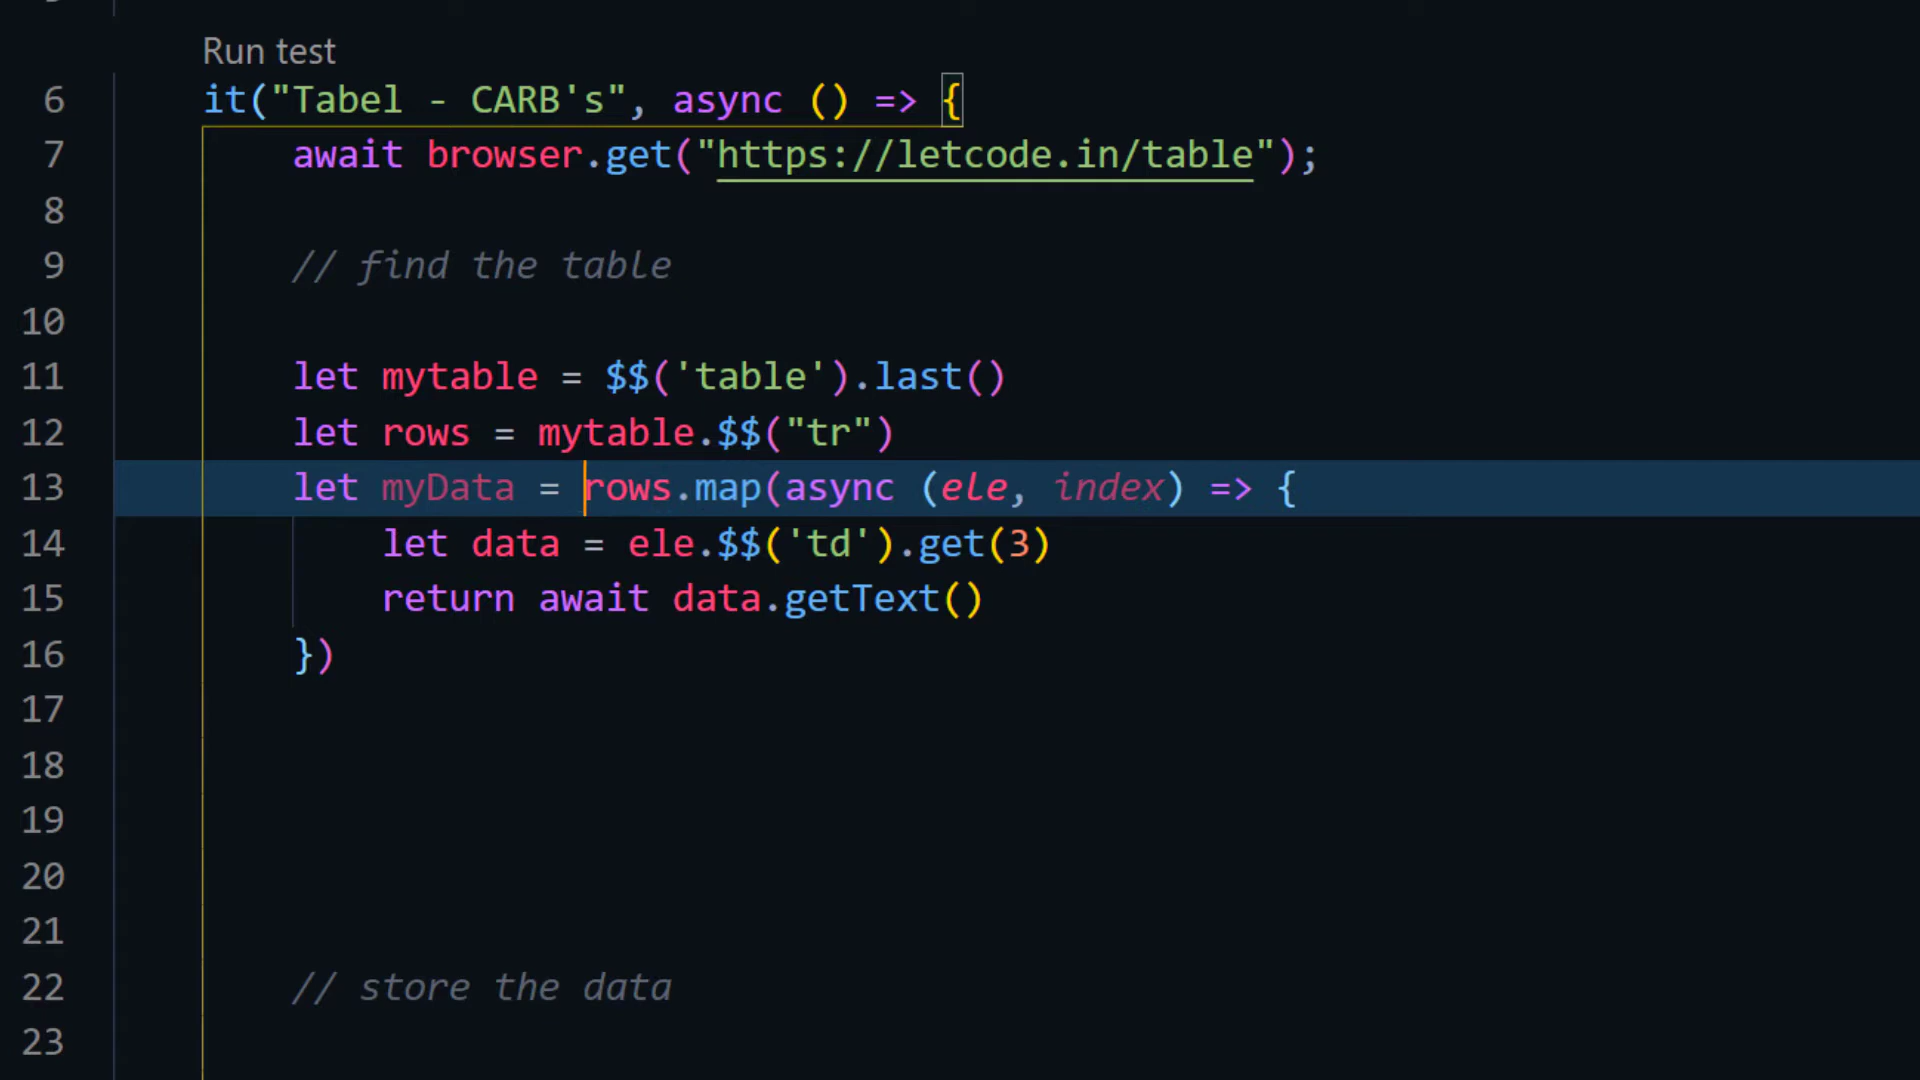 Run test
6 it("Tabel - CARB's", async () => {
7 await browser.get("https://letcode.in/table");
8
9 // find the table
10
11 let mytable = $$('table').last()
12 let rows = mytable.$$("tr")
13 let myData = rows.map(async (ele, index) => {
14 let data = ele.$$('td').get(3)
15 return await data.getText()
16 })
17
18
19
20
21
22 // store the data
23